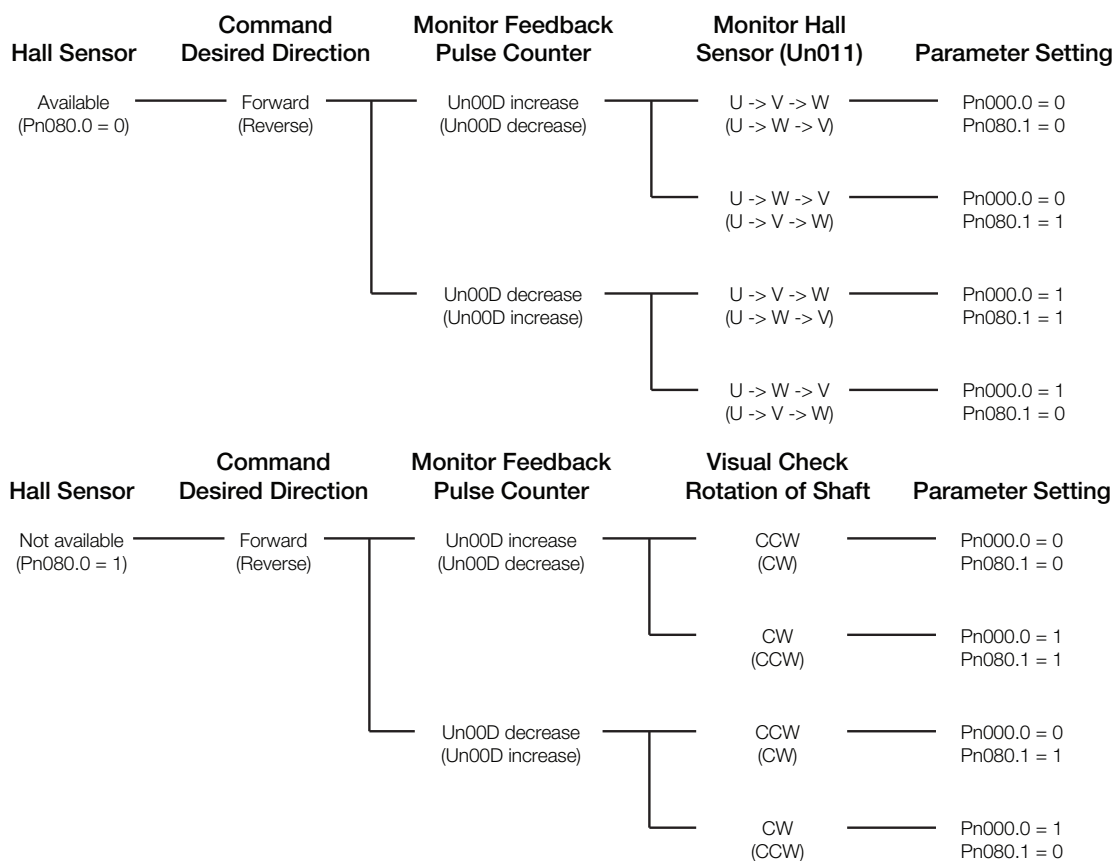 Hall Sensor
Command
Desired Direction
Monitor Feedback
Pulse Counter
Monitor Hall
Sensor (Un011)
Parameter Setting
Available
(Pn080.0 = 0)
Forward
(Reverse)
Un00D increase
(Un00D decrease)
U -> V -> W
(U -> W -> V)
Pn000.0 = 0
Pn080.1 = 0
U -> W -> V
(U -> V -> W)
Pn000.0 = 0
Pn080.1 = 1
Un00D decrease
(Un00D increase)
U -> V -> W
(U -> W -> V)
Pn000.0 = 1
Pn080.1 = 1
U -> W -> V
(U -> V -> W)
Pn000.0 = 1
Pn080.1 = 0
Hall Sensor
Command
Desired Direction
Monitor Feedback
Pulse Counter
Visual Check
Rotation of Shaft
Parameter Setting
Not available
(Pn080.0 = 1)
Forward
(Reverse)
Un00D increase
(Un00D decrease)
CCW
(CW)
Pn000.0 = 0
Pn080.1 = 0
CW
(CCW)
Pn000.0 = 1
Pn080.1 = 1
Un00D decrease
(Un00D increase)
CCW
(CW)
Pn000.0 = 0
Pn080.1 = 1
CW
(CCW)
Pn000.0 = 1
Pn080.1 = 0